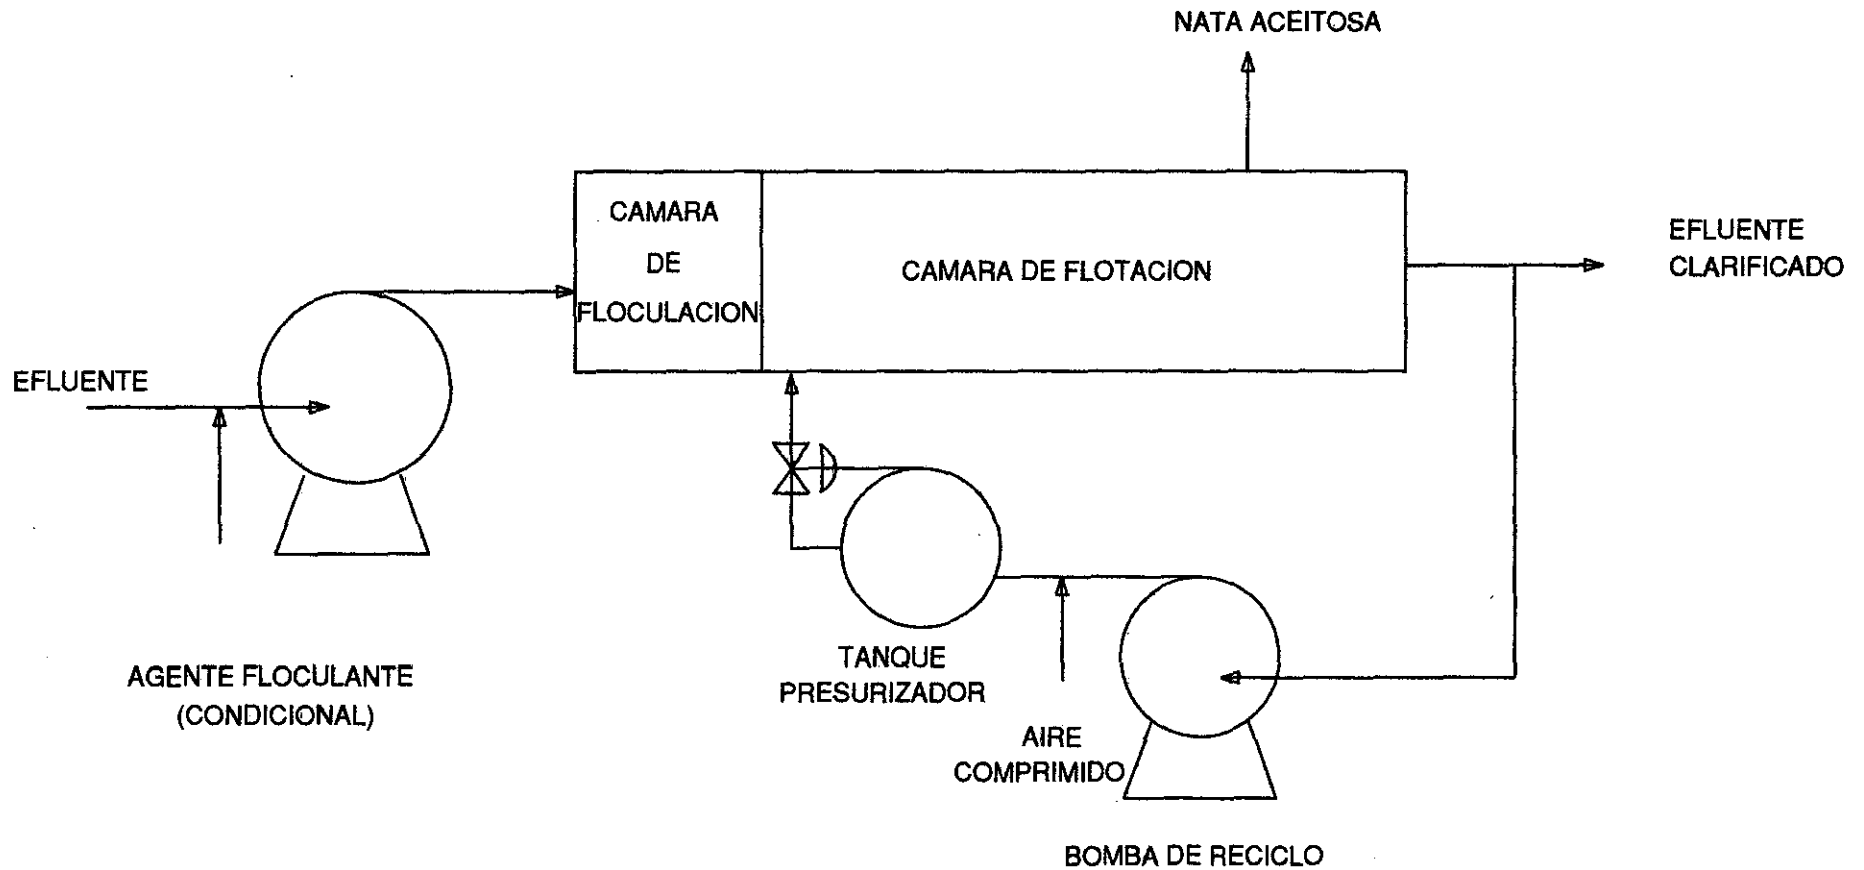 NATA ACEITOSA
CAMARA
DE
FLOCULACION
CAMARA DE FLOTACION
EFLUENTE
CLARIFICADO
EFLUENTE
AGENTE FLOCULANTE
(CONDICIONAL)
TANQUE
PRESURIZADOR
AIRE
COMPRIMIDO
BOMBA DE RECICLO